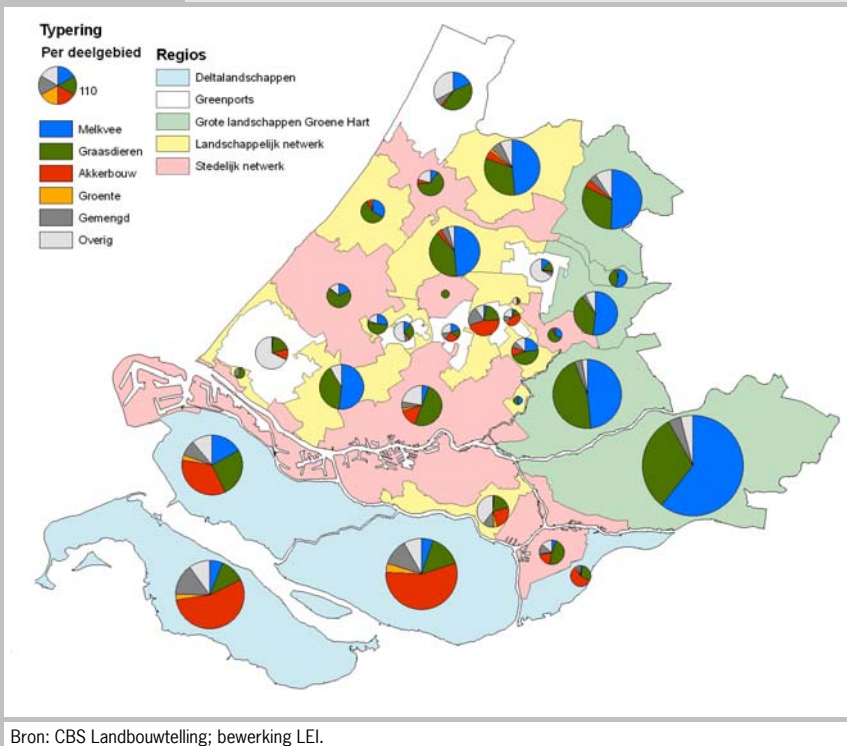 Typering
Per deelgebied
110
Melkvee
Graasdieren
Akkerbouw
Groente
Gemengd
Overig
Regios
Deltalandschappen
Greenports
Grote landschappen Groene Hart
Landschappelijk netwerk
Stedelijk netwerk
Bron: CBS Landbouwtelling; bewerking LEI.